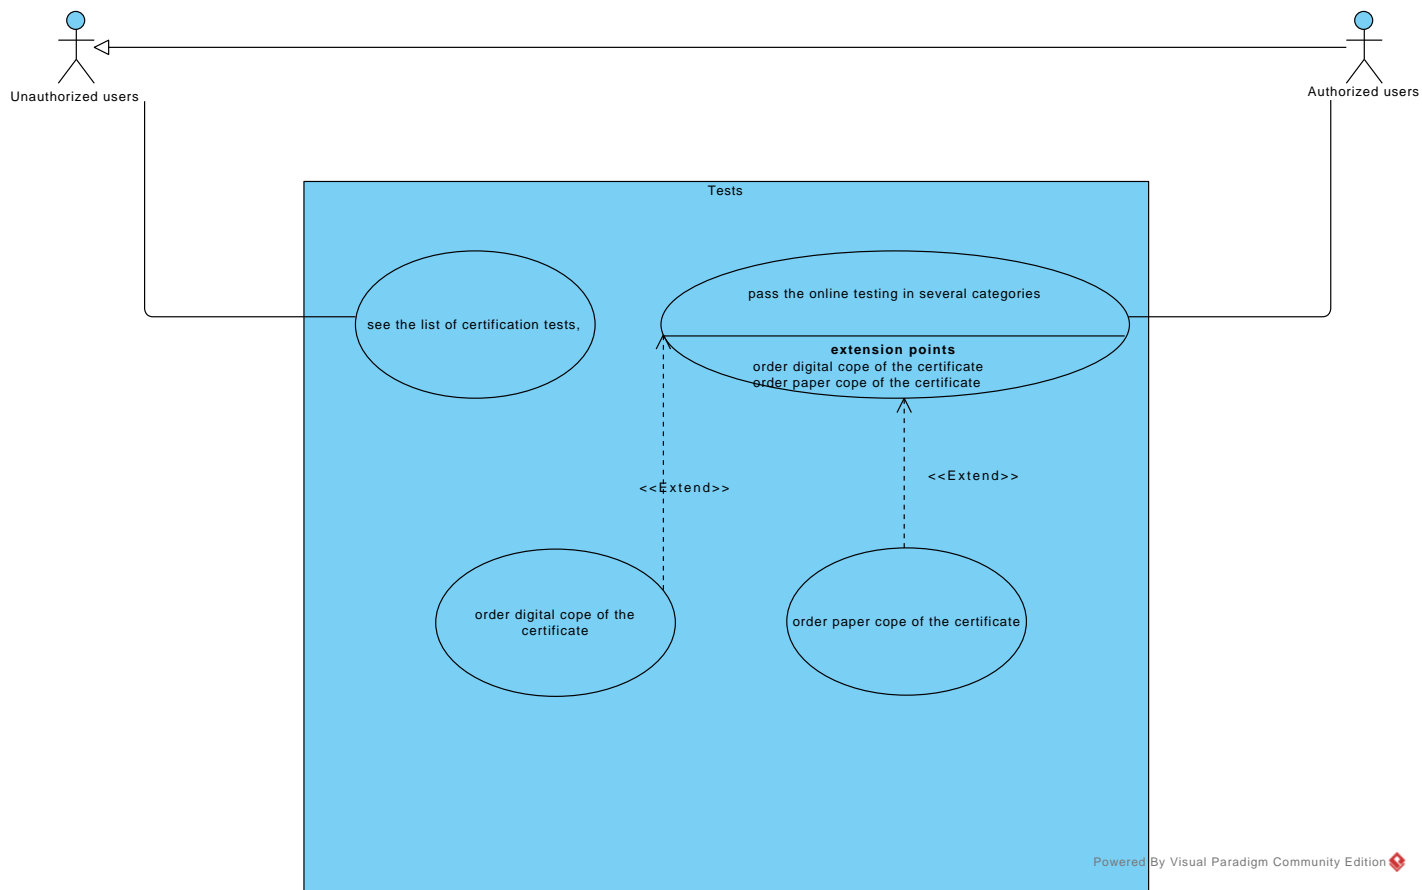 Unauthorized users
Authorized users
Tests
see the list of certification tests,
pass the online testing in several categories
extension points
order digital cope of the certificate
order paper cope of the certificate
<<Extend>>
<<Extend>>
order digital cope of the
certificate
order paper cope of the certificate
Powered By Visual Paradigm Community Edition